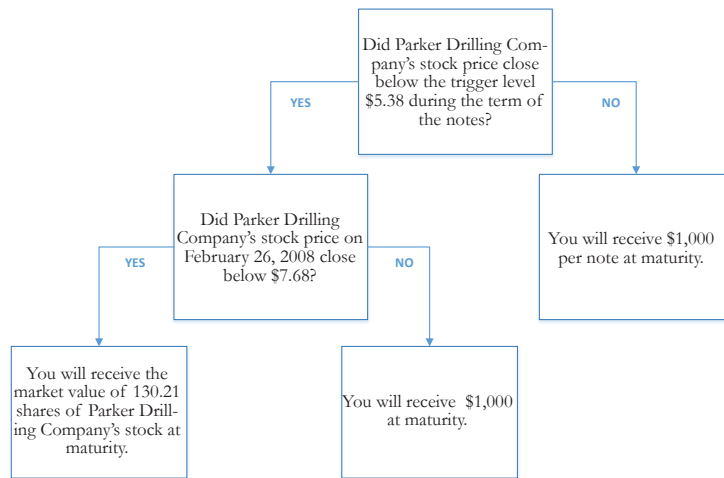 Did Parker Drilling Com-
pany's stock price close
below the trigger level
$5.38 during the term of
the notes?
YES
NO
Did Parker Drilling
Company's stock price on
February 26, 2008 close
below $7.68?
You will receive $1,000
per note at maturity.
YES
NO
You will receive the
market value of 130.21
shares of Parker Drill-
ing Company's stock at
maturity.
You will receive $1,000
at maturity.